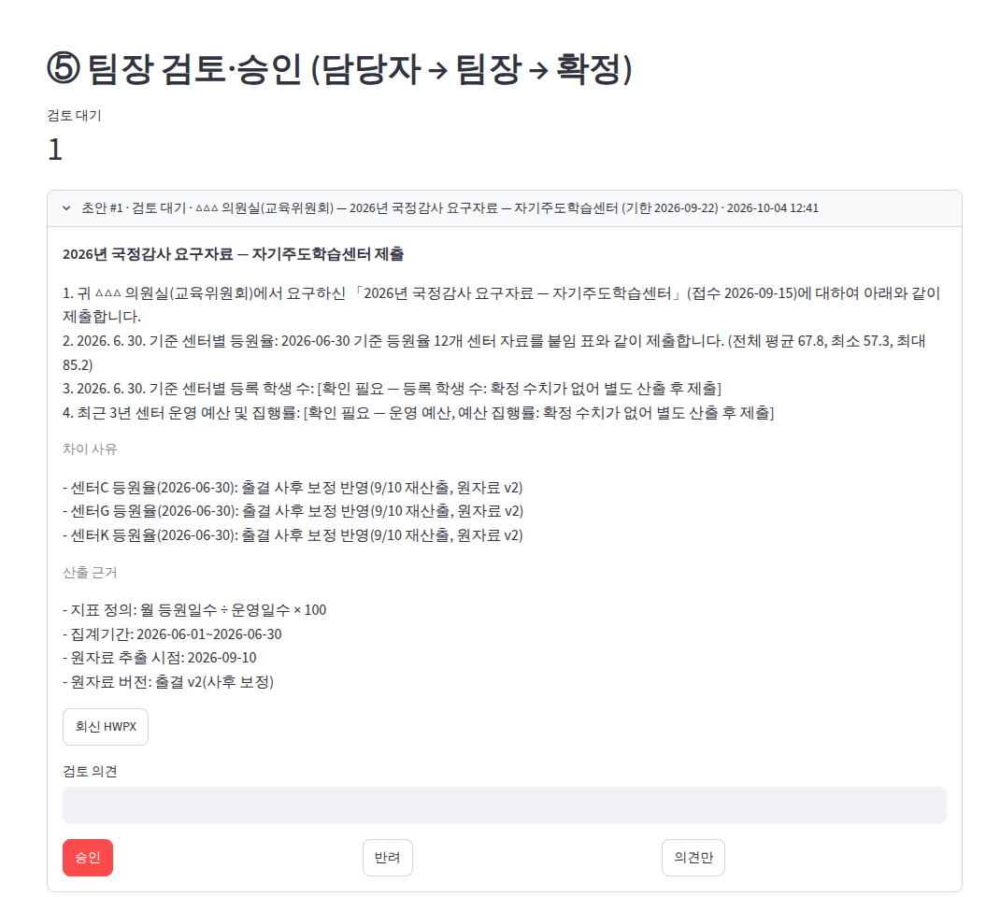 ⑤ 팀장 검토·승인 (담당자 → 팀장 → 확정)
검토 대기
1
초안 #1 · 검토 대기 · △△△ 의원실(교육위원회) — 2026년 국정감사 요구자료 — 자기주도학습센터 (기한 2026-09-22) · 2026-10-04 12:41
2026년 국정감사 요구자료 — 자기주도학습센터 제출
1. 귀 △△△ 의원실(교육위원회)에서 요구하신 「2026년 국정감사 요구자료 — 자기주도학습센터」(접수 2026-09-15)에 대하여 아래와 같이
제출합니다.
2. 2026. 6. 30. 기준 센터별 등원율: 2026-06-30 기준 등원율 12개 센터 자료를 붙임 표와 같이 제출합니다. (전체 평균 67.8, 최소 57.3, 최대
85.2)
3. 2026. 6. 30. 기준 센터별 등록 학생 수: [확인 필요 — 등록 학생 수: 확정 수치가 없어 별도 산출 후 제출]
4. 최근 3년 센터 운영 예산 및 집행률: [확인 필요 — 운영 예산, 예산 집행률: 확정 수치가 없어 별도 산출 후 제출]
차이 사유
- 센터C 등원율(2026-06-30): 출결 사후 보정 반영(9/10 재산출, 원자료 v2)
- 센터G 등원율(2026-06-30): 출결 사후 보정 반영(9/10 재산출, 원자료 v2)
- 센터K 등원율(2026-06-30): 출결 사후 보정 반영(9/10 재산출, 원자료 v2)
산출 근거
- 지표 정의: 월 등원일수 ÷ 운영일수 × 100
- 집계기간: 2026-06-01~2026-06-30
- 원자료 추출 시점: 2026-09-10
- 원자료 버전: 출결 v2(사후 보정)
회신 HWPX
검토 의견
승인
반려
의견만